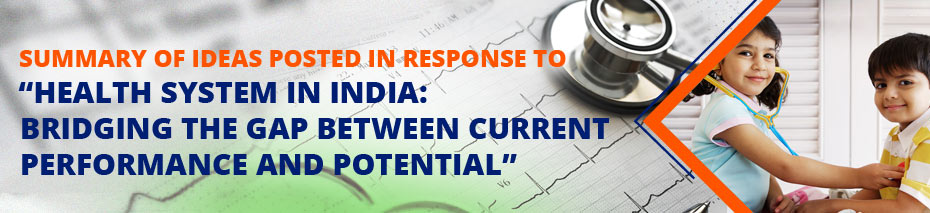 SUMMARY OF IDEAS POSTED IN RESPONSE TO
“HEALTH SYSTEM IN INDIA:
BRIDGING THE GAP BETWEEN CURRENT
PERFORMANCE AND POTENTIAL”
V6